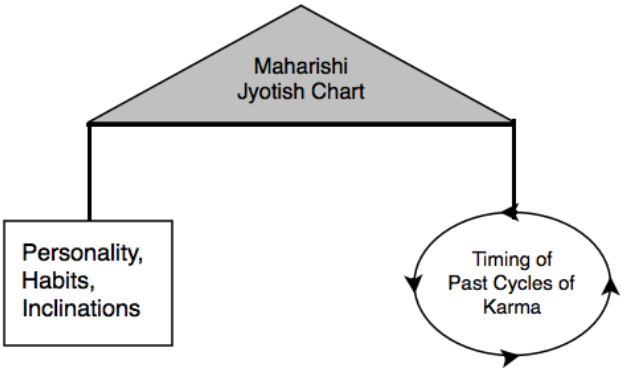 Maharishi
Jyotish Chart
Personality,
Habits,
Inclinations
Timing of
Past Cycles of
Karma